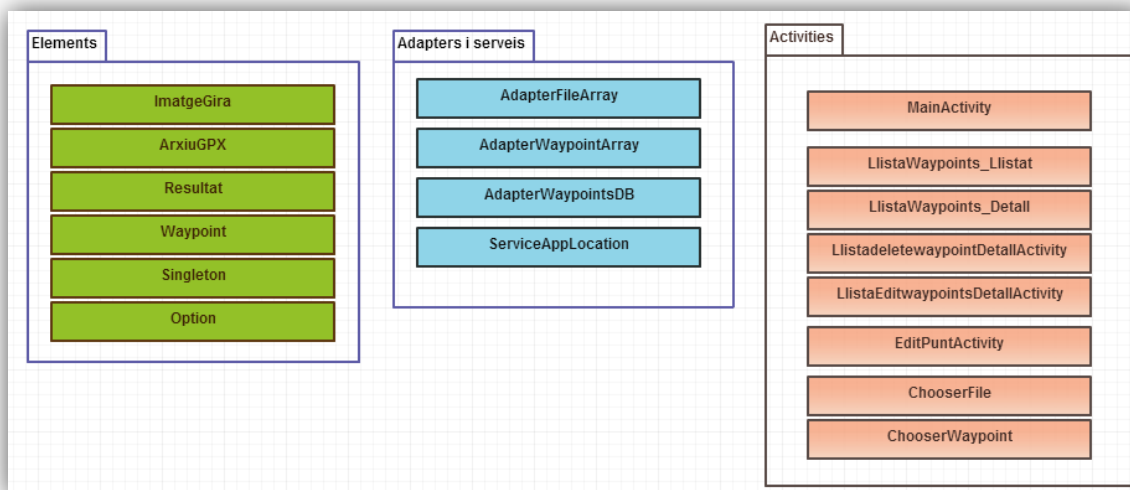 Elements
ImatgeGira
ArxiuGPX
Resultat
Waypoint
Singleton
Option
Adapters i serveis
AdapterFileArray
AdapterWaypointArray
AdapterWaypointsDB
ServiceAppLocation
Activities
MainActivity
LlistaWaypoints_Llistat
LlistaWaypoints_Detall
LlistadeletewaypointDetallActivity
LlistaEditwaypointsDetallActivity
EditPuntActivity
ChooserFile
ChooserWaypoint